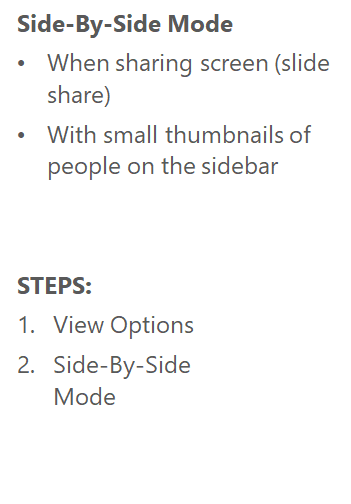 Side-By-Side Mode
• When sharing screen (slide
share)
• With small thumbnails of
people on the sidebar
STEPS:
1. View Options
2. Side-By-Side
Mode